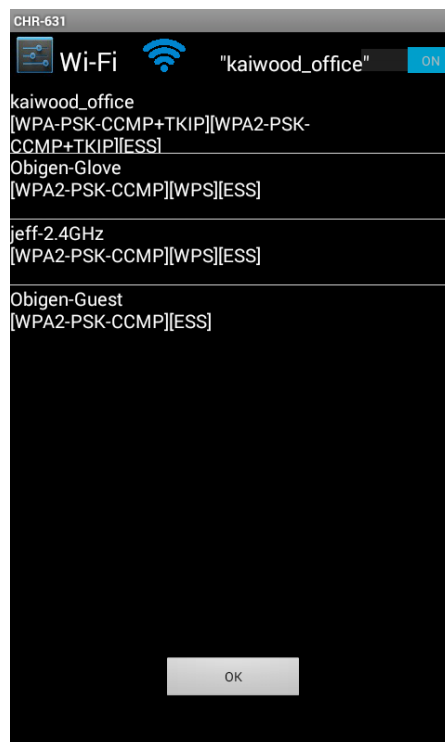 CHR-631
Wi-Fi "kaiwood_office" ON
kaiwood_office
[WPA-PSK-CCMP+TKIP][WPA2-PSK-
CCMP+TKIP][ESS]
Obigen-Glove
[WPA2-PSK-CCMP][WPS][ESS]
jeff-2.4GHz
[WPA2-PSK-CCMP][WPS][ESS]
Obigen-Guest
[WPA2-PSK-CCMP][ESS]
OK